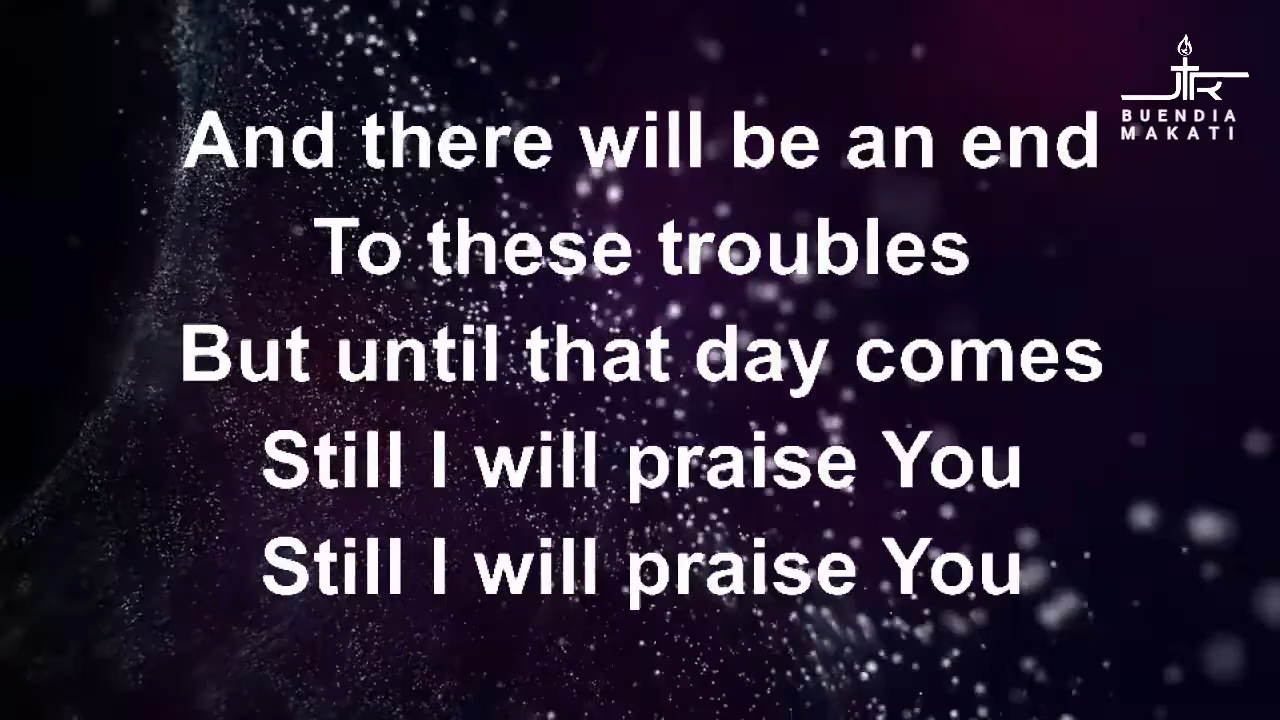 And there will be an end
To these troubles
But until that day comes
Still I will praise You
Still I will praise You
JTR
BUENDIA
MAKATI